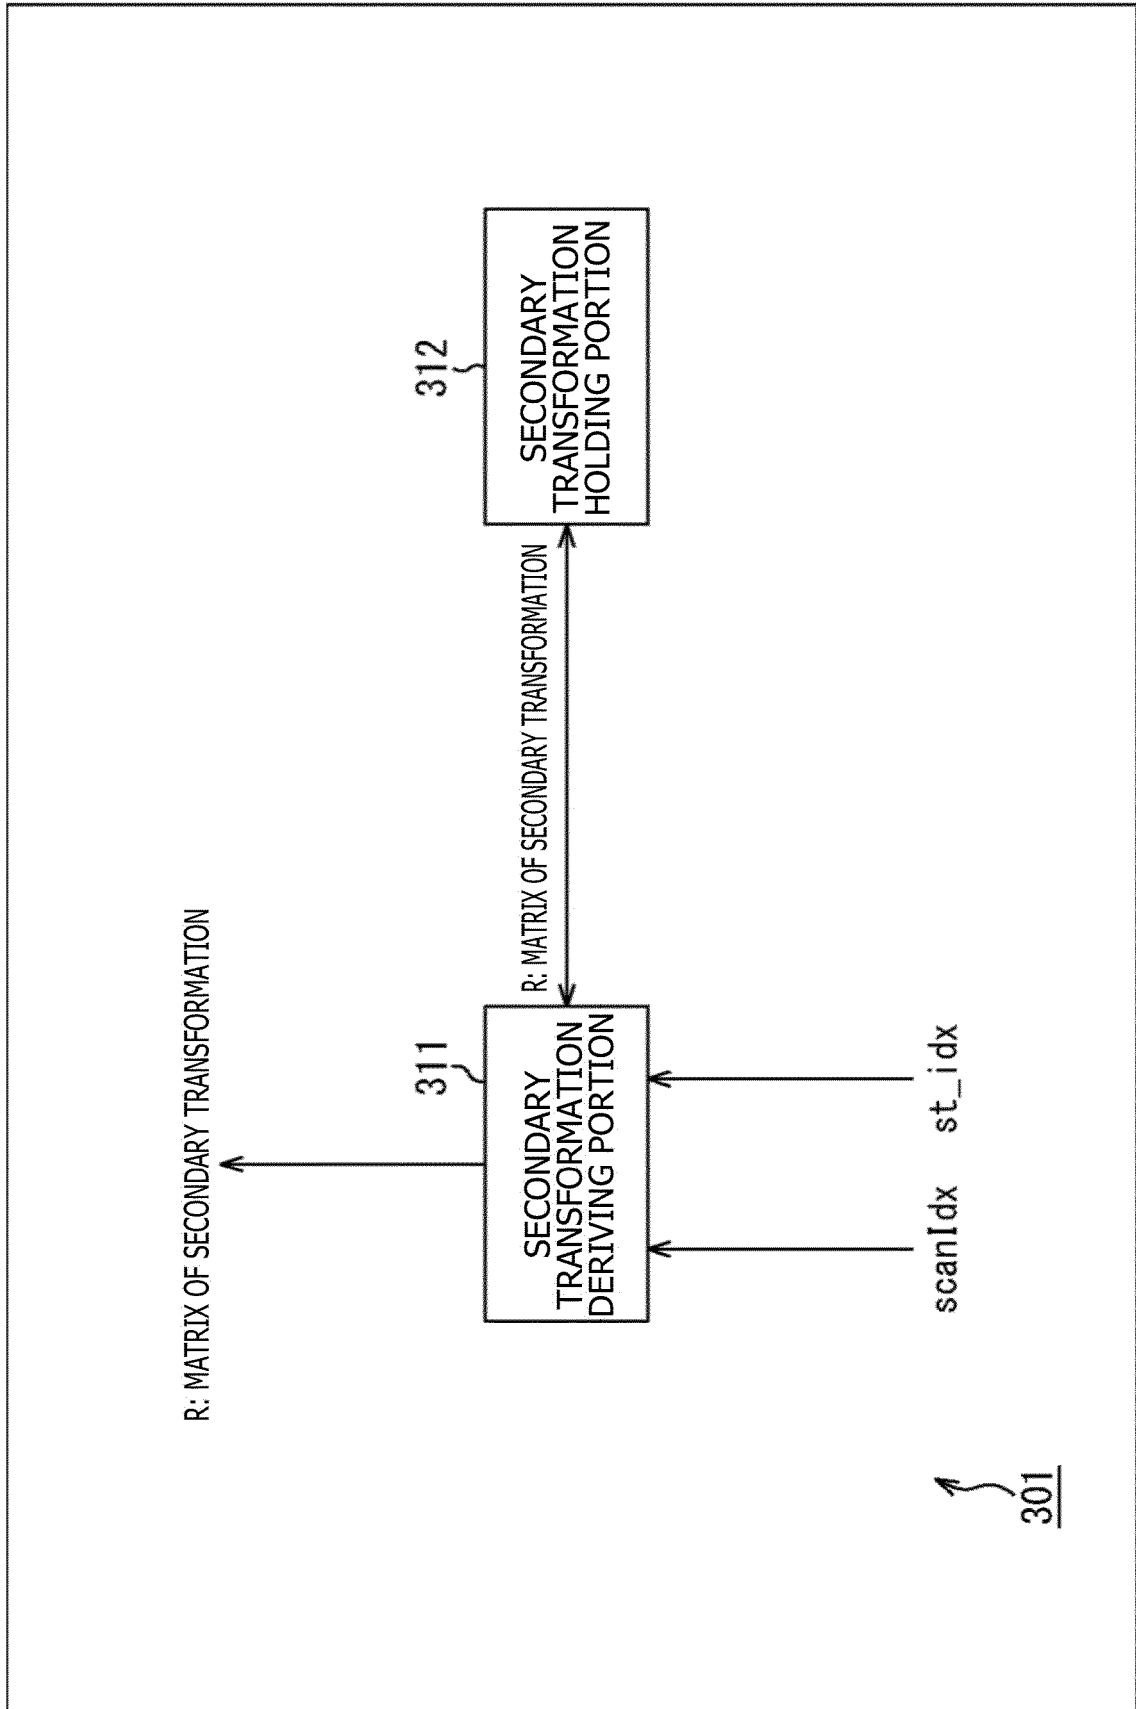 R: MATRIX OF SECONDARY TRANSFORMATION
311
SECONDARY
TRANSFORMATION
DERIVING PORTION
R: MATRIX OF SECONDARY TRANSFORMATION
312
SECONDARY
TRANSFORMATION
HOLDING PORTION
scanIdx
st_idx
301